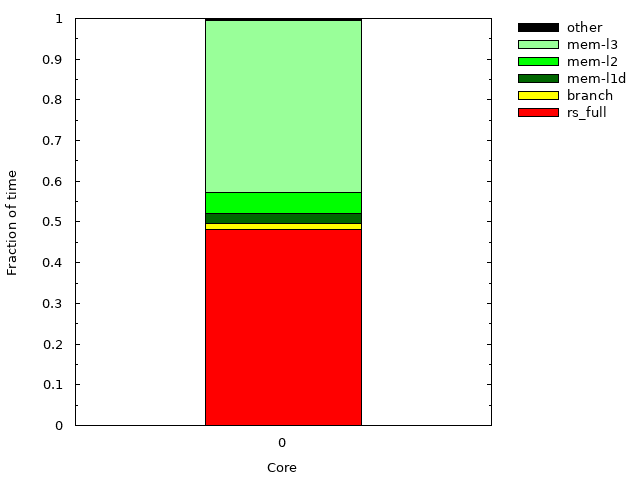 1
0.9
0.8
0.7
0.6
0.5
0.4
0.3
0.2
0.1
0
Fraction of time
0
Core
other
mem-l3
mem-l2
mem-l1d
branch
rs_full